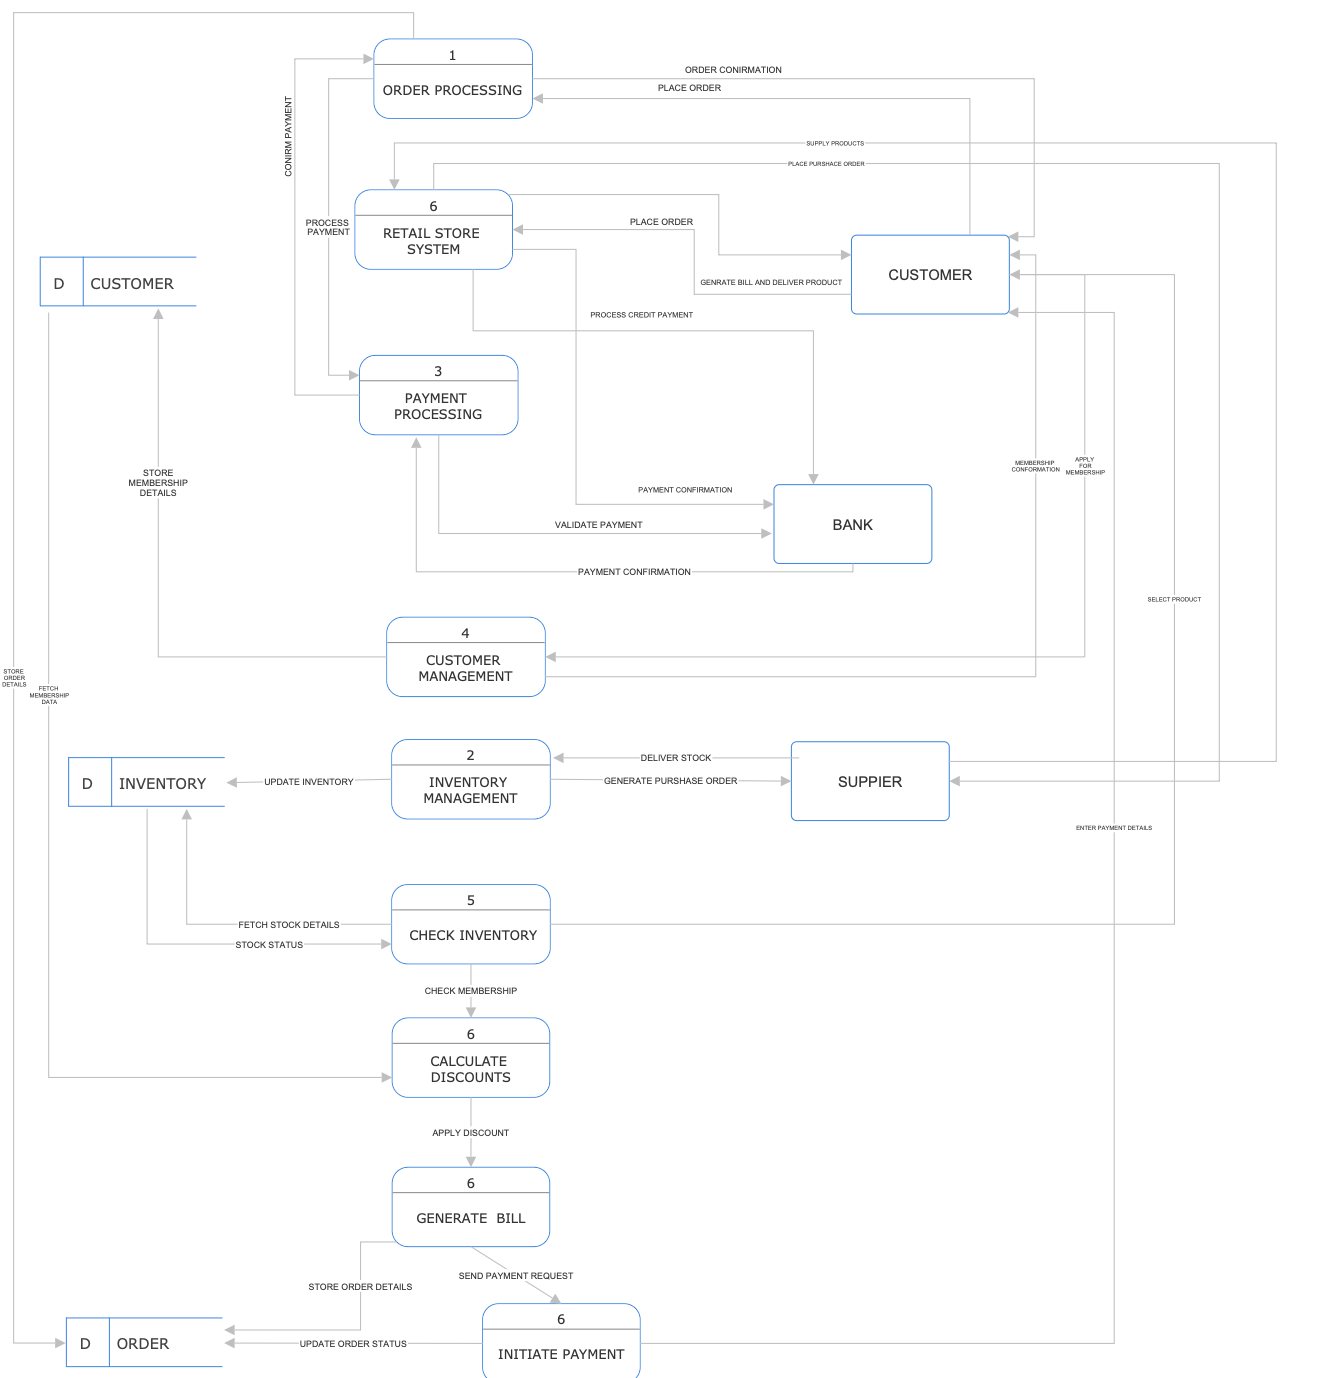 1
ORDER PROCESSING
ORDER CONIRMATION
PLACE ORDER
CONIRM PAYMENT
SUPPLY PRODUCTS
PLACE PURSHACE ORDER
6
RETAIL STORE
SYSTEM
PROCESS
PAYMENT
PLACE ORDER
CUSTOMER
GENRATE BILL AND DELIVER PRODUCT
D
CUSTOMER
PROCESS CREDIT PAYMENT
3
PAYMENT
PROCESSING
STORE
MEMBERSHIP
DETAILS
MEMBERSHIP
CONFORMATION
APPLY
FOR
MEMBERSHIP
PAYMENT CONFIRMATION
VALIDATE PAYMENT
BANK
PAYMENT CONFIRMATION
SELECT PRODUCT
4
CUSTOMER
MANAGEMENT
STORE
ORDER
DETAILS
FETCH
MEMBERSHIP
DATA
2
INVENTORY
MANAGEMENT
DELIVER STOCK
GENERATE PURSHASE ORDER
SUPPIER
D
INVENTORY
UPDATE INVENTORY
ENTER PAYMENT DETAILS
5
CHECK INVENTORY
FETCH STOCK DETAILS
STOCK STATUS
CHECK MEMBERSHIP
6
CALCULATE
DISCOUNTS
APPLY DISCOUNT
6
GENERATE BILL
SEND PAYMENT REQUEST
STORE ORDER DETAILS
6
INITIATE PAYMENT
D
ORDER
UPDATE ORDER STATUS